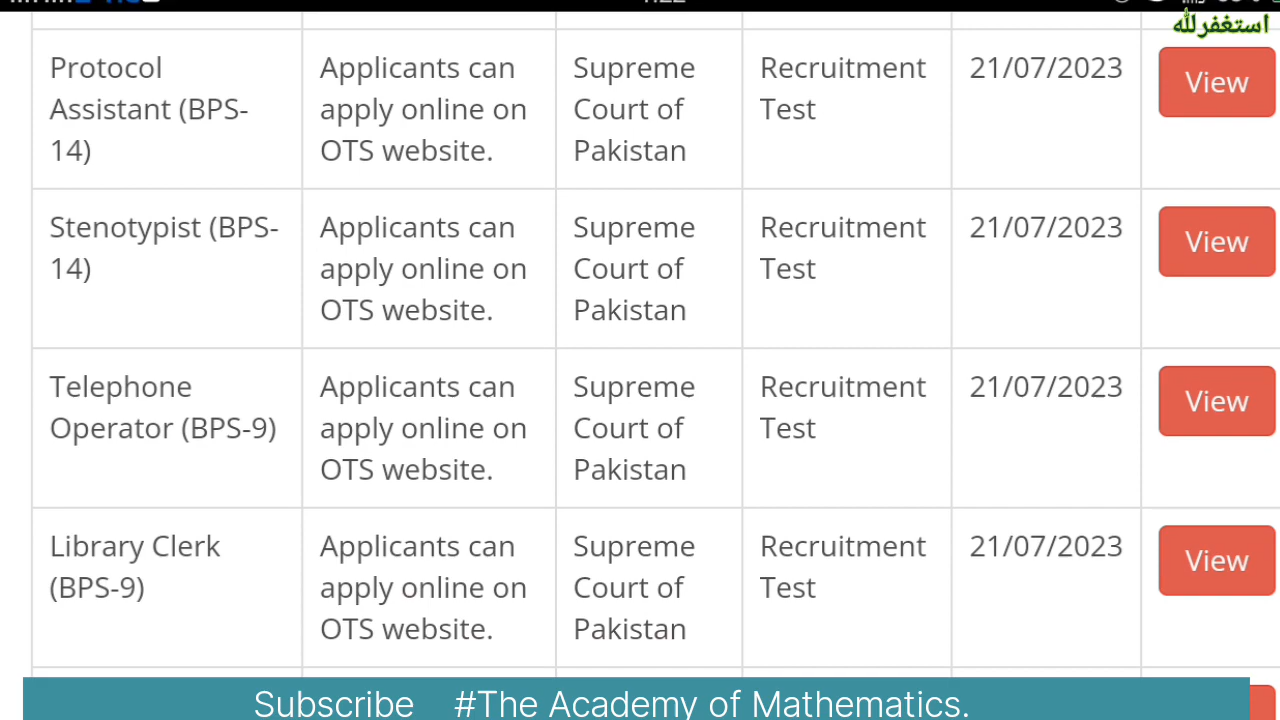 استغفرللّٰه
Protocol Assistant (BPS-14)
Applicants can apply online on OTS website.
Supreme Court of Pakistan
Recruitment Test
21/07/2023
View
Stenotypist (BPS-14)
Applicants can apply online on OTS website.
Supreme Court of Pakistan
Recruitment Test
21/07/2023
View
Telephone Operator (BPS-9)
Applicants can apply online on OTS website.
Supreme Court of Pakistan
Recruitment Test
21/07/2023
View
Library Clerk (BPS-9)
Applicants can apply online on OTS website.
Supreme Court of Pakistan
Recruitment Test
21/07/2023
View
Subscribe #The Academy of Mathematics.